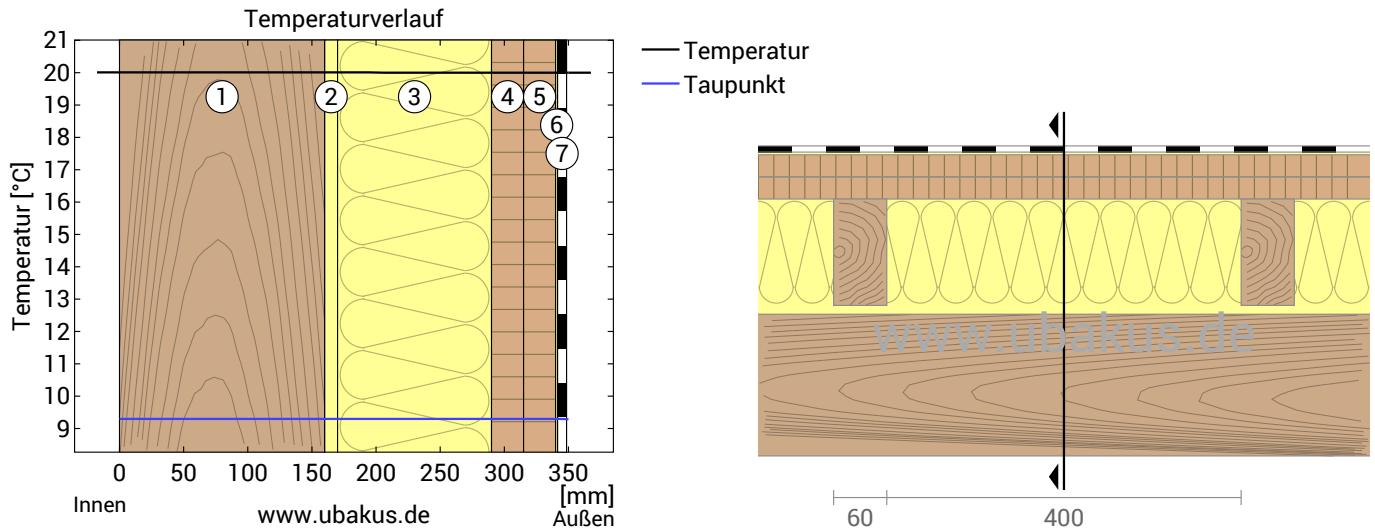 Temperaturverlauf
Temperatur [°C]
21
20
19
18
17
16
15
14
13
12
11
10
9
1
2
3
4
5
6
7
0 50 100 150 200 250 300 350
[mm]
Innen
www.ubakus.de
Außen
Temperatur
Taupunkt
www.ubakus.de
60 400